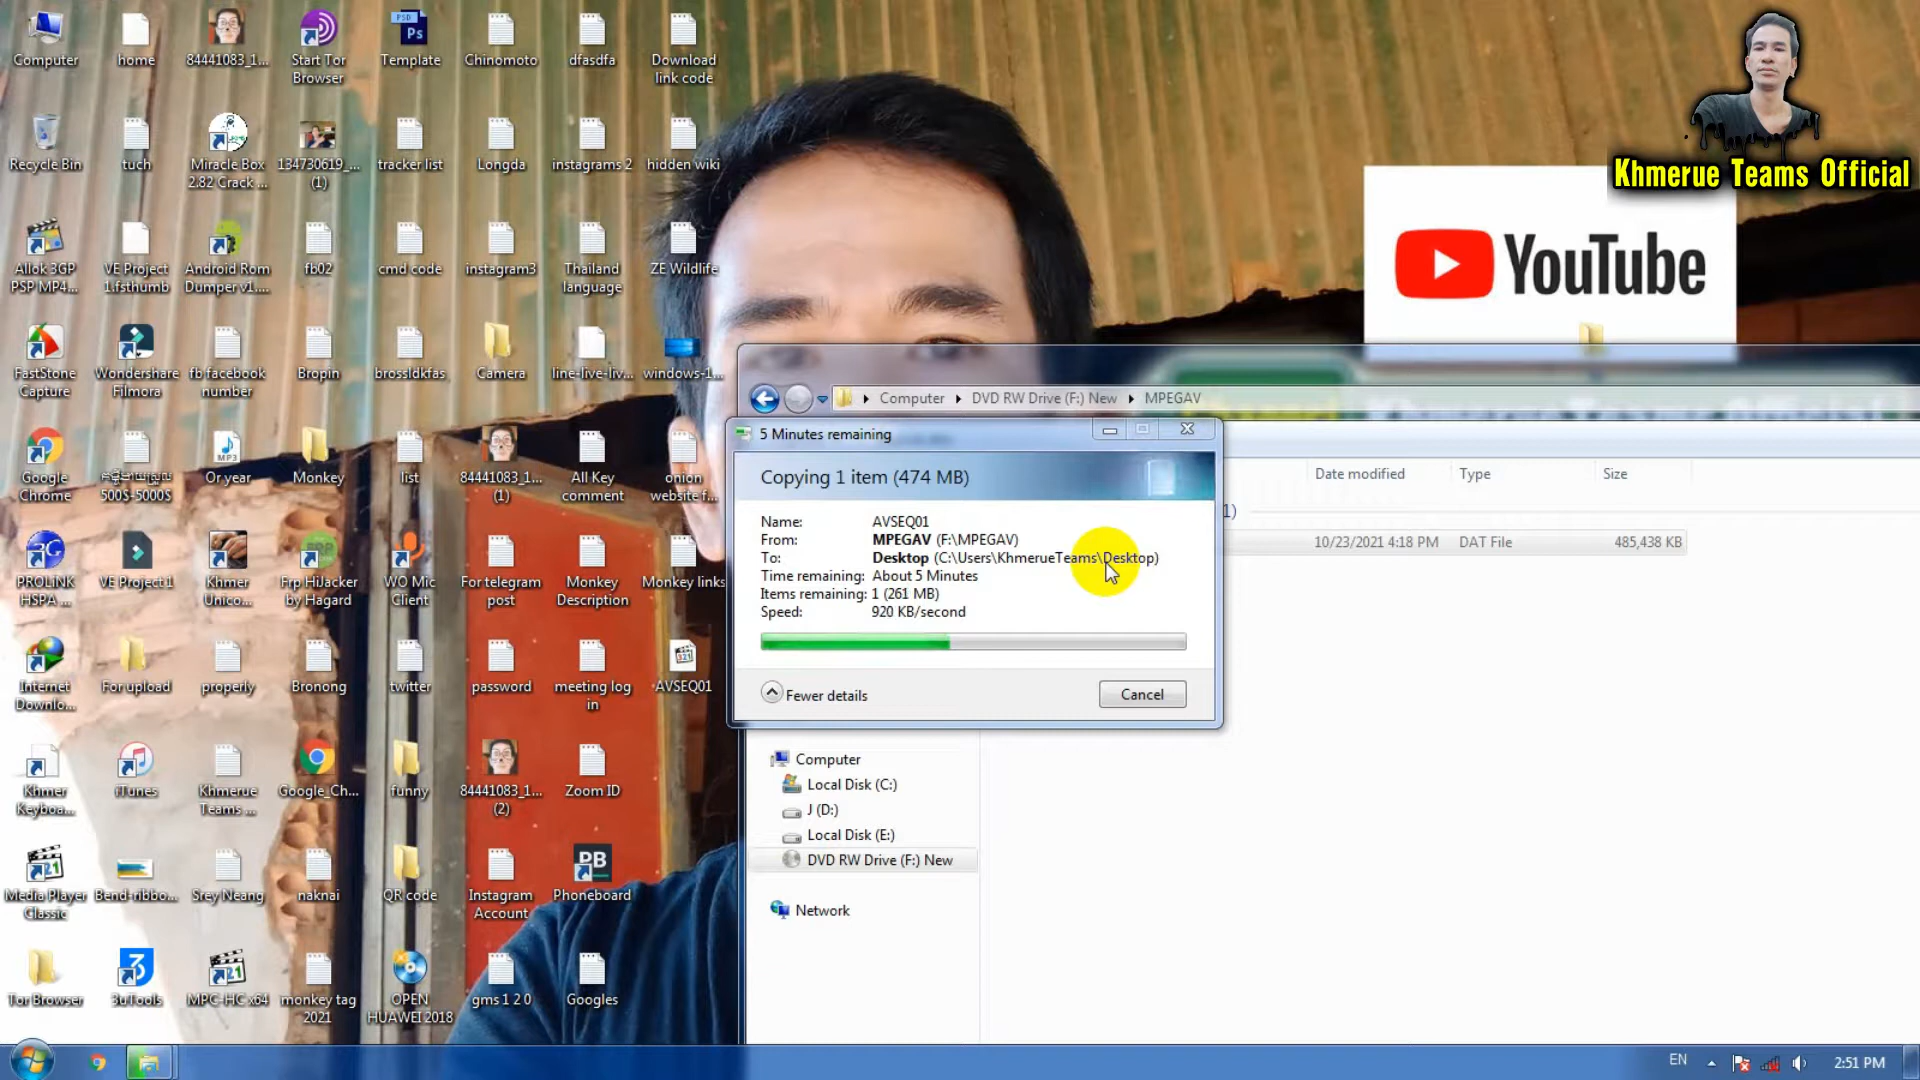 Computer
home
84441083_1...
Start Tor
Browser
Template
Chinomoto
dfasdfa
Download
link code
Recycle Bin
tuch
Miracle Box
2.82 Crack ...
134730619_...
(1)
tracker list
Longda
instagrams 2
hidden wiki
Allok 3GP
PSP MP4...
VE Project
1.fsthumb
Android Rom
Dumper v1....
fb02
cmd code
instagram3
Thailand
language
ZE Wildlife
FastStone
Capture
Wondershare
Filmora
fb facebook
number
Bropin
brossldkfas
Camera
line-live-liv...
windows-1...
Google
Chrome
500$-5000$
Or year
Monkey
list
84441083_1...
(1)
All Key
comment
onion
website f...
PROLiNK
HSPA ...
VE Project1
Khmer
Unico...
Frp HiJacker
by Hagard
WO Mic
Client
For telegram
post
Monkey
Description
Monkey links
Internet
Downlo...
For upload
properly
Bronong
twitter
password
meeting log
in
AVSEQ01
Khmer
Keyboa...
iTunes
Khmerue
Teams ...
Google_Ch...
funny
84441083_1...
(2)
Zoom ID
Media Player
Classic
Bend-ribbo...
Srey Neang
naknai
QR code
Instagram
Account
Phoneboard
Tor Browser
3uTools
MPC-HC x64
monkey tag
2021
OPEN
HUAWEI 2018
gms 1 2 0
Googles
Khmerue Teams Official
YouTube
Computer
DVD RW Drive (F:) New
MPEGAV
5 Minutes remaining
Copying 1 item (474 MB)
Name: AVSEQ01
From: MPEGAV (F:\MPEGAV)
To: Desktop (C:\Users\KhmerueTeams\Desktop)
Time remaining: About 5 Minutes
Items remaining: 1 (261 MB)
Speed: 920 KB/second
Fewer details
Cancel
Date modified
Type
Size
1)
10/23/2021 4:18 PM
DAT File
485,438 KB
Computer
Local Disk (C:)
J (D:)
Local Disk (E:)
DVD RW Drive (F:) New
Network
EN
2:51 PM